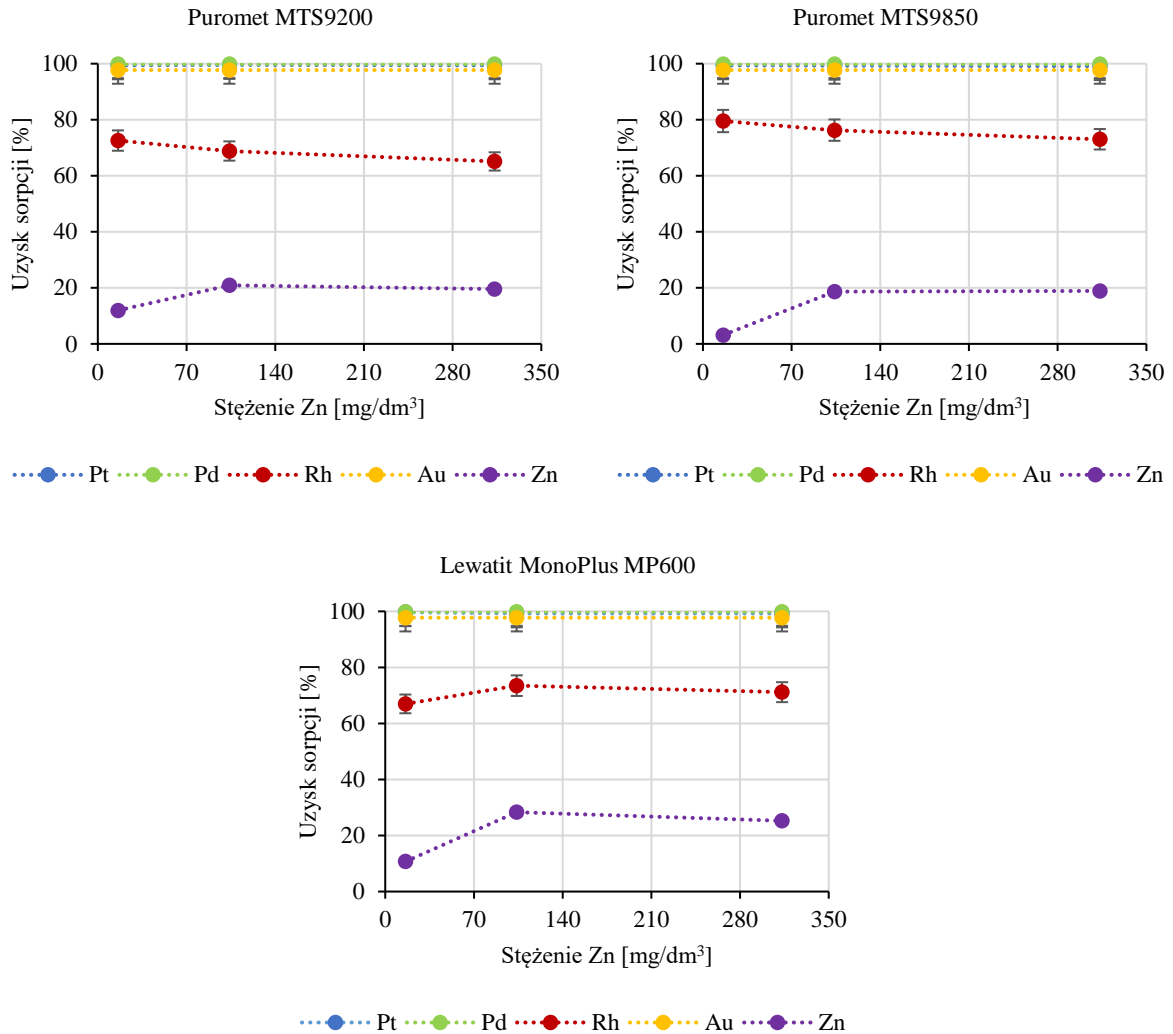 Puromet MTS9200
Uzysk sorpcji [%]
100
80
60
40
20
0
0 70 140 210 280 350
Stężenie Zn [mg/dm³]
Pt Pd Rh Au Zn
Puromet MTS9850
Uzysk sorpcji [%]
100
80
60
40
20
0
0 70 140 210 280 350
Stężenie Zn [mg/dm³]
Pt Pd Rh Au Zn
Lewatit MonoPlus MP600
Uzysk sorpcji [%]
100
80
60
40
20
0
0 70 140 210 280 350
Stężenie Zn [mg/dm³]
Pt Pd Rh Au Zn